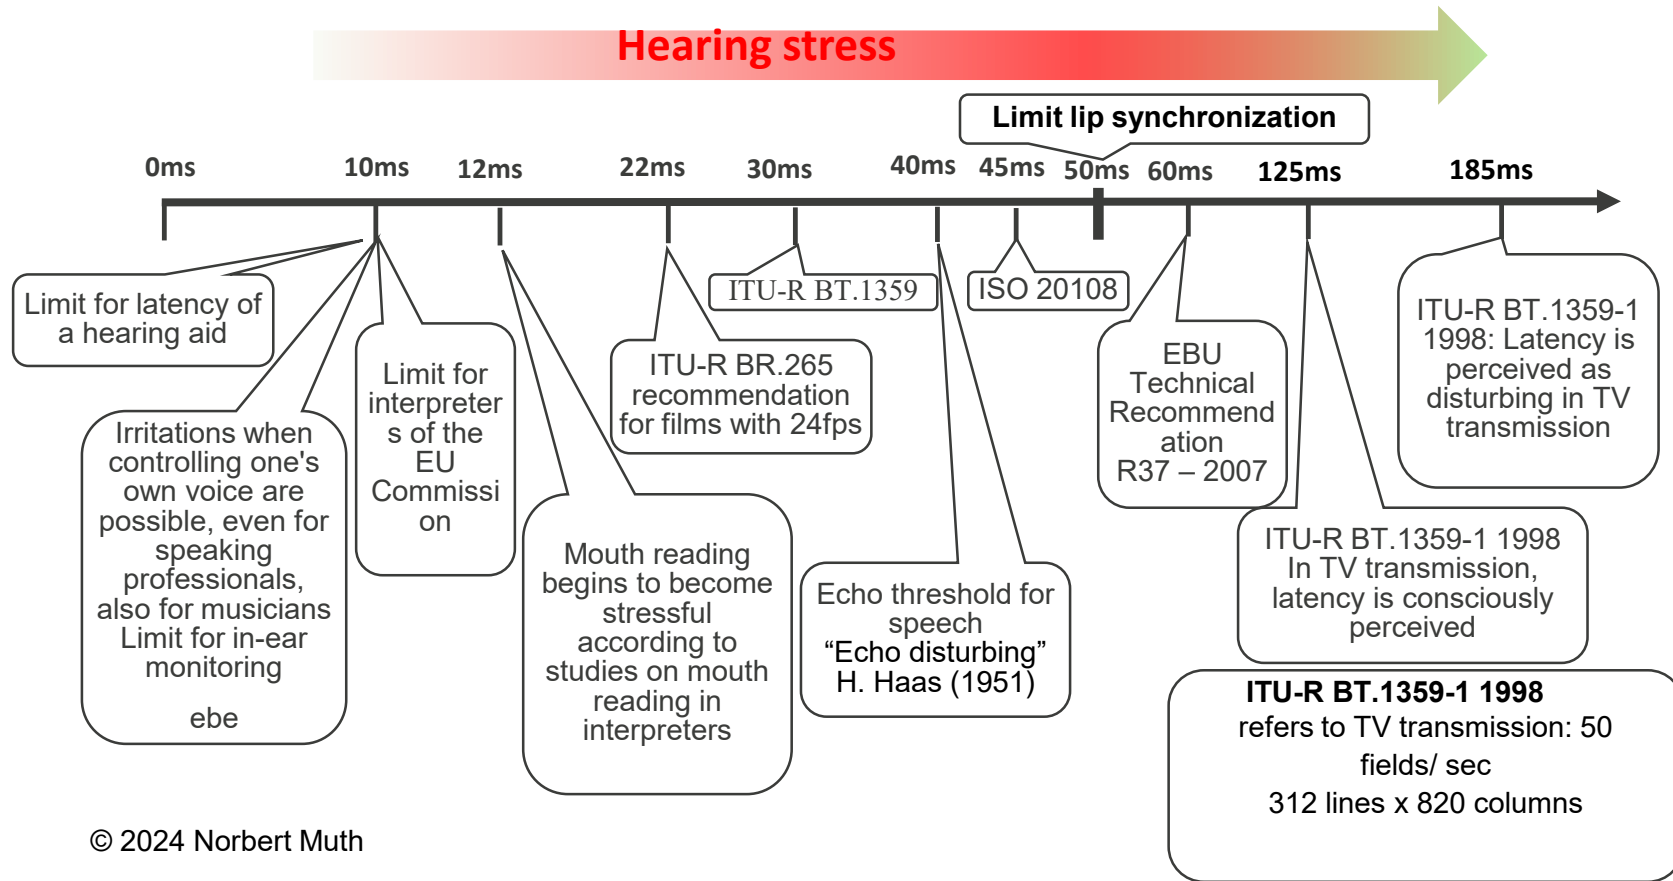 Hearing stress
Limit lip synchronization
0ms
10ms
12ms
22ms
30ms
40ms
45ms
50ms
60ms
125ms
185ms
Limit for latency of
a hearing aid
Irritations when
controlling one's
own voice are
possible, even for
speaking
professionals,
also for musicians
Limit for in-ear
monitoring
ebe
Limit for
interpreter
s of the
EU
Commissi
on
Mouth reading
begins to become
stressful
according to
studies on mouth
reading in
interpreters
ITU-R BR.265
recommendation
for films with 24fps
ITU-R BT.1359
Echo threshold for
speech
“Echo disturbing”
H. Haas (1951)
ISO 20108
EBU
Technical
Recommend
ation
R37 – 2007
ITU-R BT.1359-1 1998
In TV transmission,
latency is consciously
perceived
ITU-R BT.1359-1
1998: Latency is
perceived as
disturbing in TV
transmission
ITU-R BT.1359-1 1998
refers to TV transmission: 50
fields/ sec
312 lines x 820 columns
© 2024 Norbert Muth